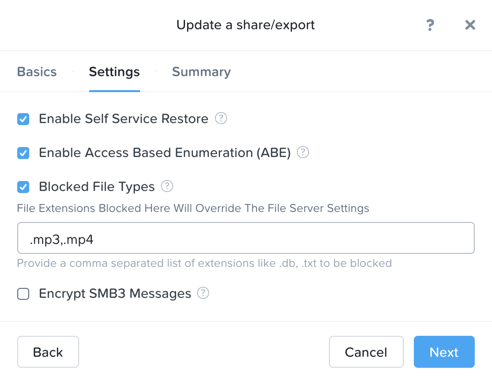 Update a share/export
?
Basics
Settings
Summary
Enable Self Service Restore ?
Enable Access Based Enumeration (ABE) ?
Blocked File Types ?
File Extensions Blocked Here Will Override The File Server Settings
.mp3,.mp4
Provide a comma separated list of extensions like .db, .txt to be blocked
Encrypt SMB3 Messages ?
Back
Cancel
Next